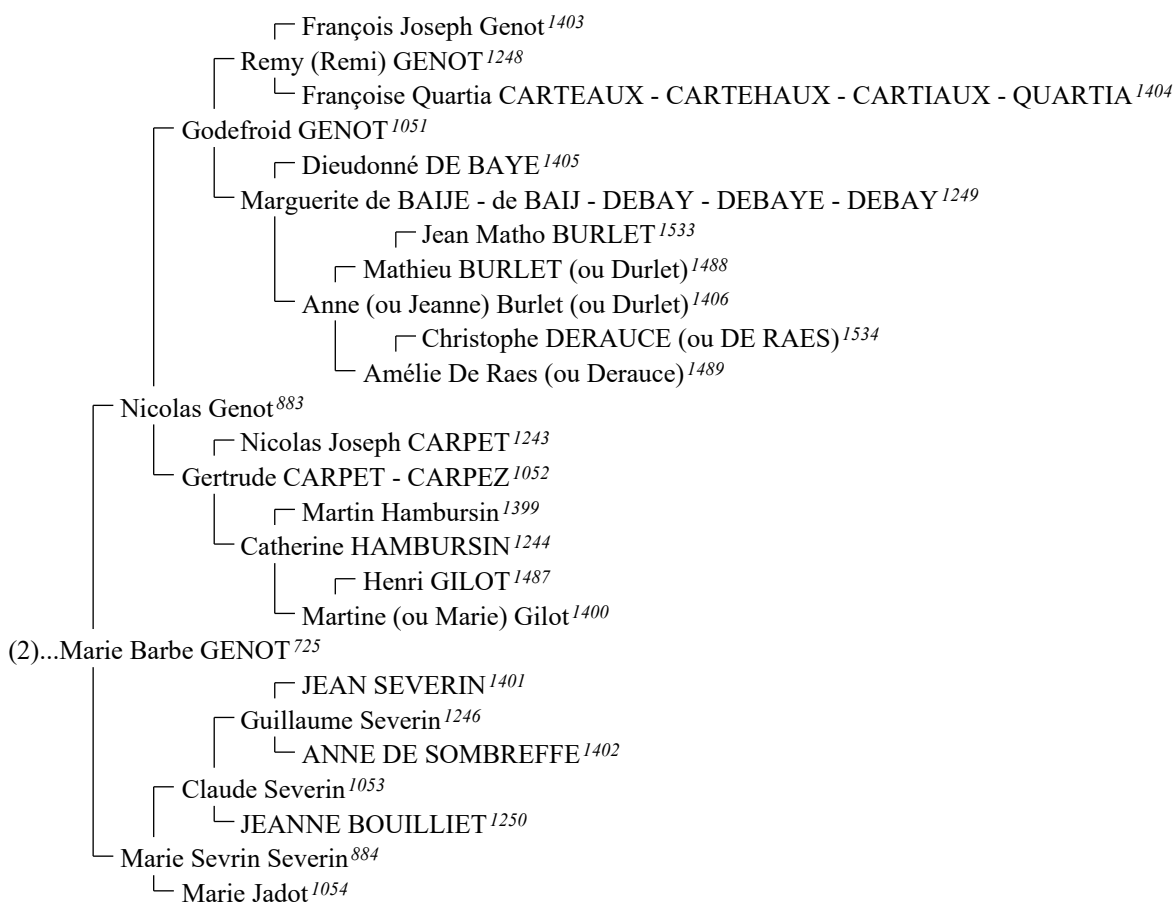 François Joseph Genot 1403
Remy (Remi) GENOT 1248
Françoise Quartia CARTEAUX - CARTEHAUX - CARTIAUX - QUARTIA 1404
Godefroid GENOT 1051
Dieudonné DE BAYE 1405
Marguerite de BAIJE - de BAIJ - DEBAY - DEBAYE - DEBAY 1249
Jean Matho BURLET 1533
Mathieu BURLET (ou Durlet) 1488
Anne (ou Jeanne) Burlet (ou Durlet) 1406
Christophe DERAUCE (ou DE RAES) 1534
Amélie De Raes (ou Derauce) 1489
Nicolas Genot 883
Nicolas Joseph CARPET 1243
Gertrude CARPET - CARPEZ 1052
Martin Hambursin 1399
Catherine HAMBURSIN 1244
Henri GILOT 1487
Martine (ou Marie) Gilot 1400
(2)...Marie Barbe GENOT 725
JEAN SEVERIN 1401
Guillaume Severin 1246
ANNE DE SOMBREFFE 1402
Claude Severin 1053
JEANNE BOUILLIET 1250
Marie Sevrin Severin 884
Marie Jadot 1054